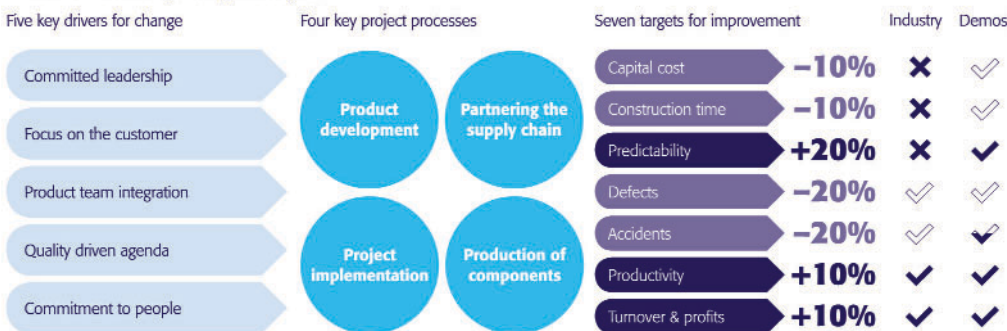 Five key drivers for change
Committed leadership
Focus on the customer
Product team integration
Quality driven agenda
Commitment to people
Four key project processes
Product
development
Partnering the
supply chain
Project
implementation
Production of
components
Seven targets for improvement Industry Demos
Capital cost –10%
Construction time –10%
Predictability +20%
Defects –20%
Accidents –20%
Productivity +10%
Turnover & profits +10%